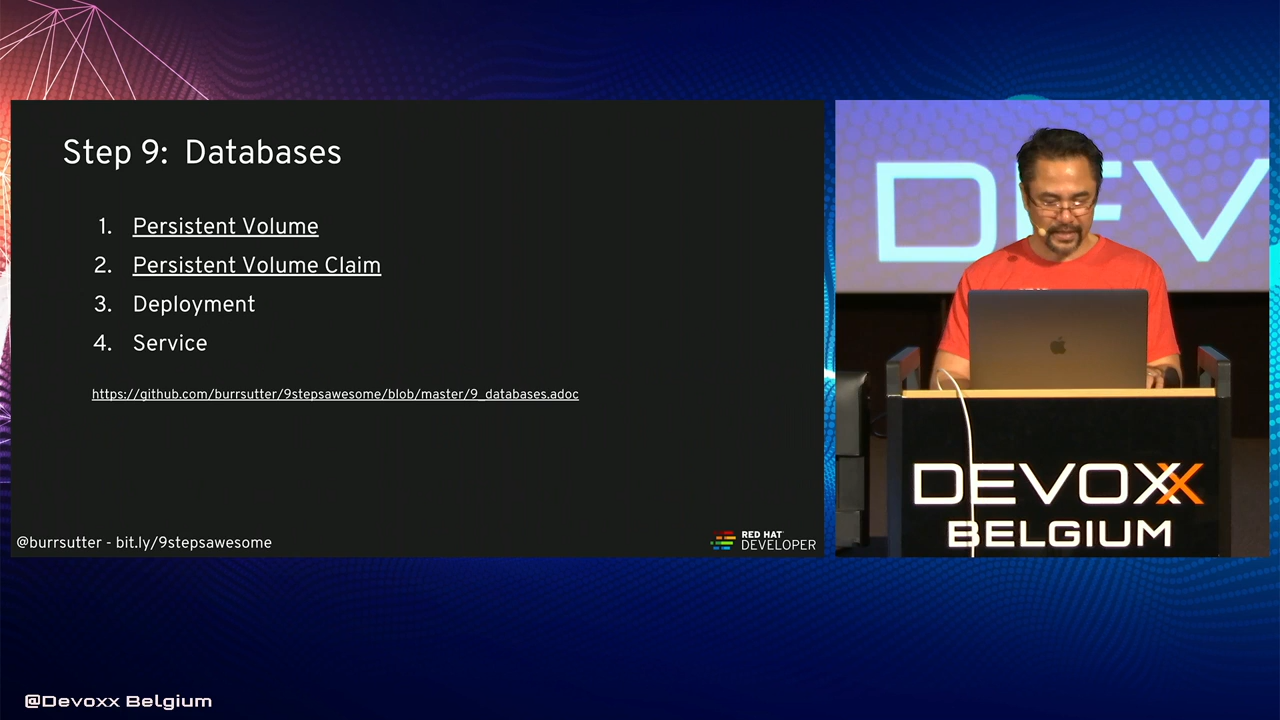 Step 9: Databases
1. Persistent Volume
2. Persistent Volume Claim
3. Deployment
4. Service
https://github.com/burrsutter/9stepsawesome/blob/master/9_databases.adoc
@burrsutter - bit.ly/9stepsawesome
RED HAT
DEVELOPER
DEV
DEVOXX
BELGIUM
@Devoxx Belgium